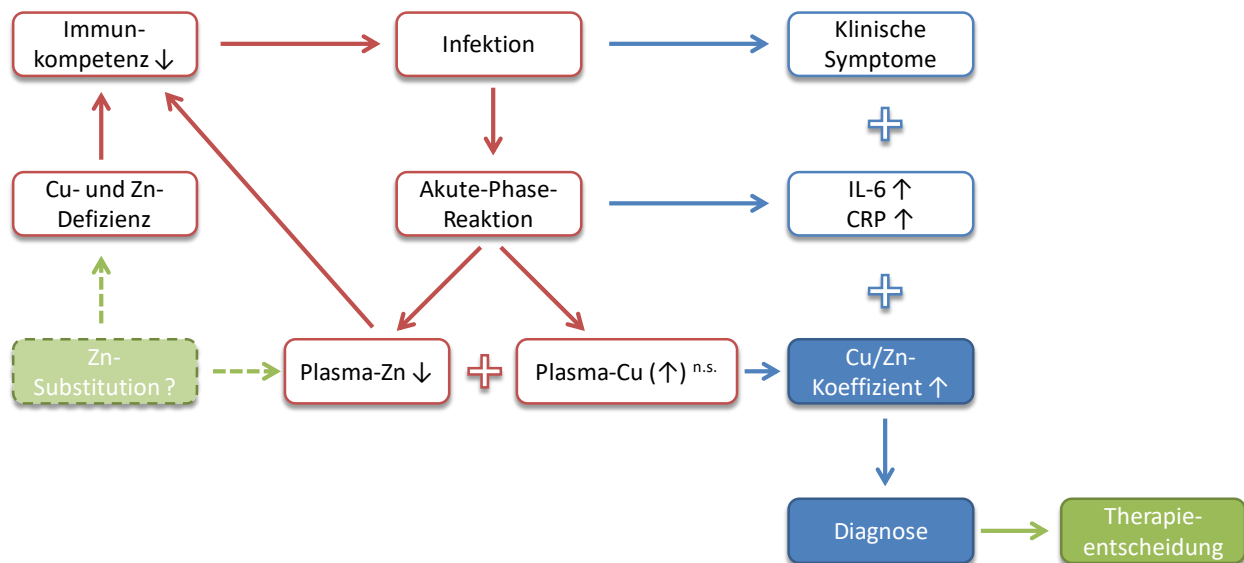 Immun-
kompetenz ↓
Infektion
Klinische
Symptome
Cu- und Zn-
Defizienz
Akute-Phase-
Reaktion
IL-6 ↑
CRP ↑
Zn-
Substitution ?
Plasma-Zn ↓
Plasma-Cu (↑) n.s.
Cu/Zn-
Koeffizient ↑
Diagnose
Therapie-
entscheidung